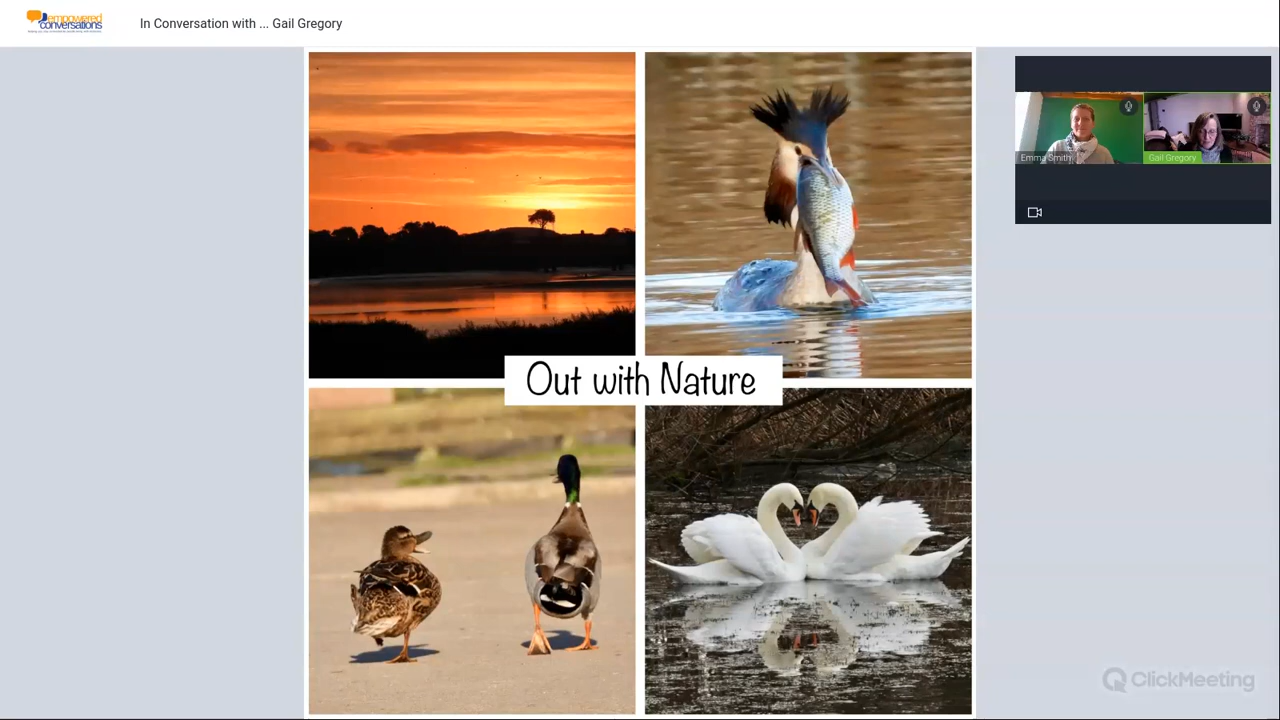 empowered
conversations
In Conversation with ... Gail Gregory
Emma Smith
Gail Gregory
Out with Nature
ClickMeeting